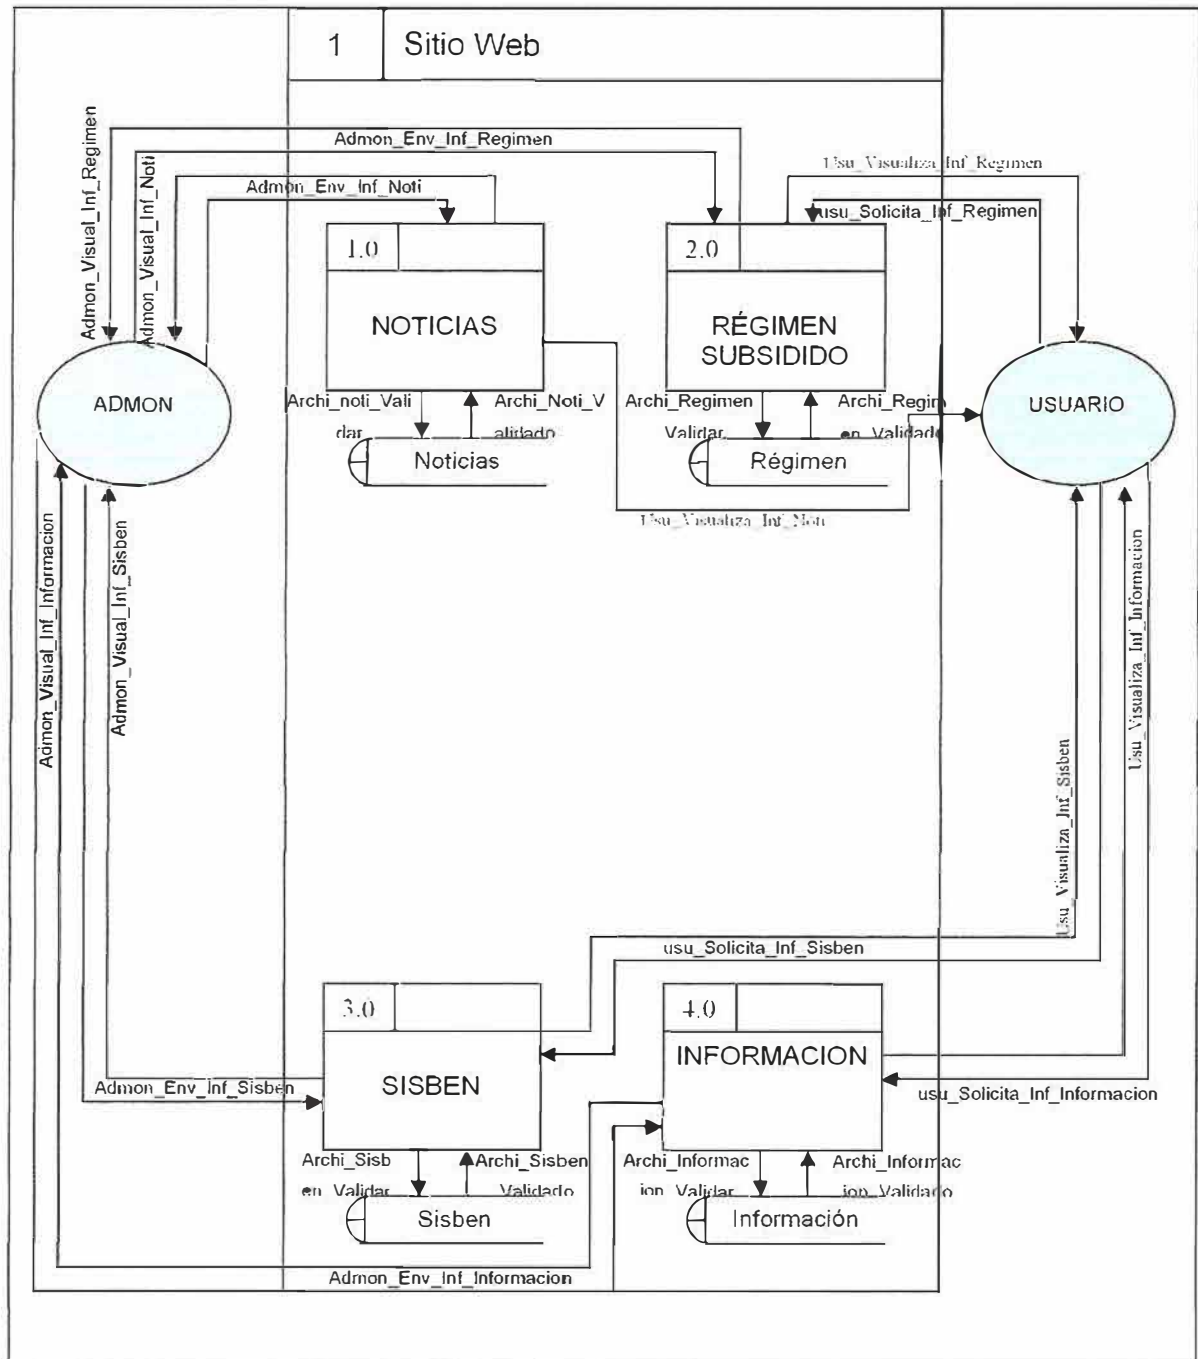 1 Sitio Web
Admon_Env_Inf_Regimen
Usu_Visualiza_Inf_Regimen
Admon_Env_Inf_Noti
usu_Solicita_Inf_Regimen
Admon_Visual_Inf_Regimen
Admon_Visual_Inf_Noti
1.0
NOTICIAS
2.0
RÉGIMEN
SUBSIDIDO
ADMON
USUARIO
Archi_noti_Vali
dar
Archi_Noti_V
alidado
Noticias
Archi_Regimen
Validar
Archi_Regim
en_Validado
Régimen
Usu_Visualiza_Inf_Noti
Admon_Visual_Inf_Informacion
Admon_Visual_Inf_Sisben
Usu_Visualiza_Inf_Sisben
Usu_Visualiza_Inf_Informacion
usu_Solicita_Inf_Sisben
3.0
SISBEN
4.0
INFORMACION
Admon_Env_Inf_Sisben
usu_Solicita_Inf_Informacion
Archi_Sisb
en_Validar
Archi_Sisben
Validado
Sisben
Archi_Informac
ion_Validar
Archi_Informac
ion_Validado
Información
Admon_Env_Inf_Informacion